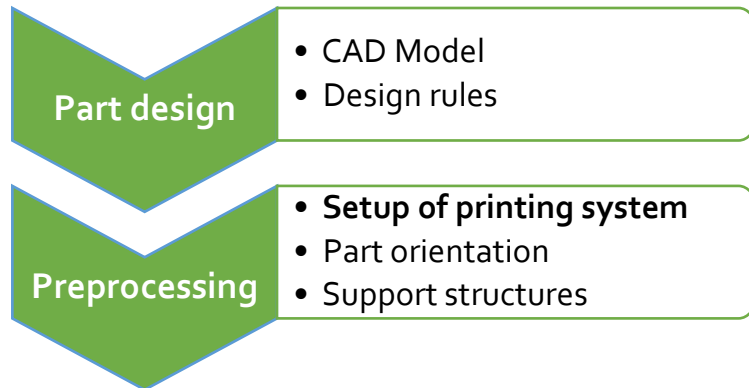 Part design
• CAD Model
• Design rules
Preprocessing
• Setup of printing system
• Part orientation
• Support structures